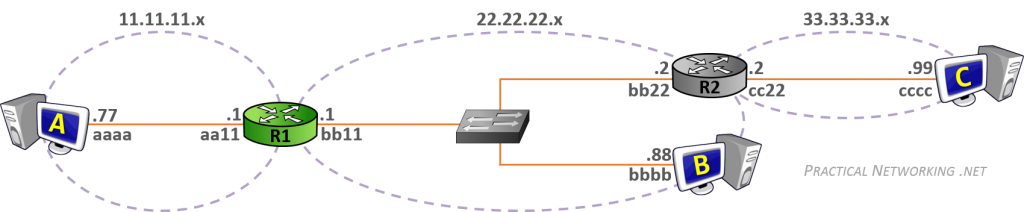 11.11.11.x
22.22.22.x
33.33.33.x
A
.77
aaaa
.1
aa11
R1
.1
bb11
.2
bb22
R2
.2
cc22
.99
cccc
C
.88
bbbb
B
PRACTICAL NETWORKING .NET